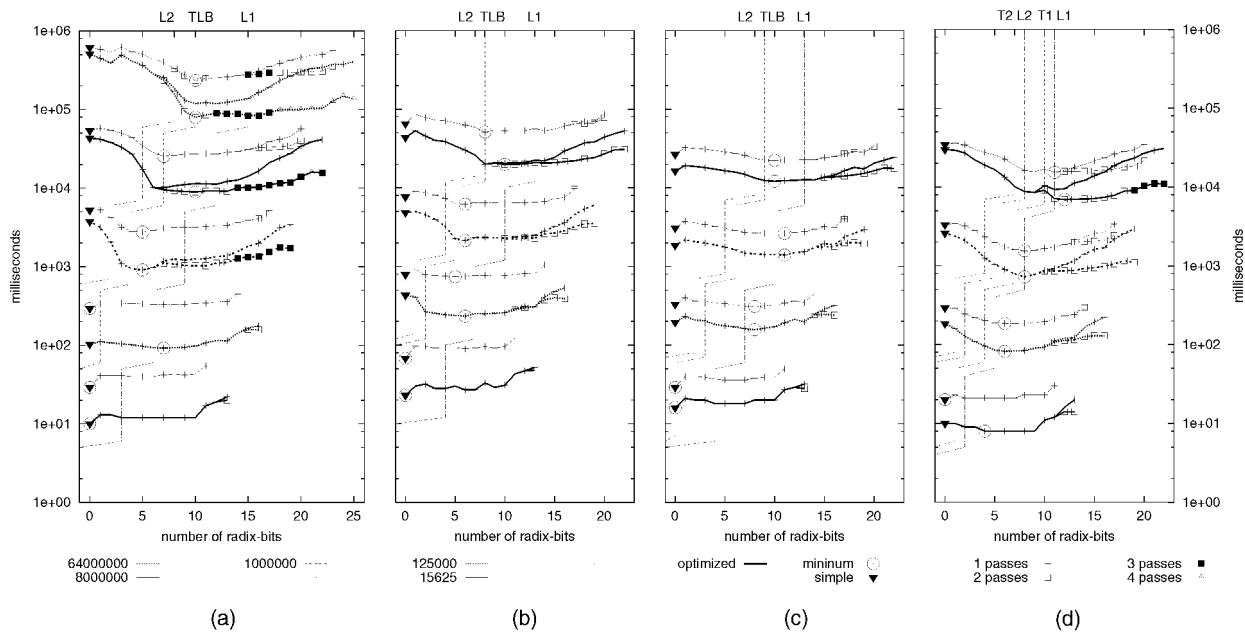 L2 TLB L1
L2 TLB L1
L2 TLB L1
T2 L2 T1 L1
1e+06
1e+05
1e+04
1e+03
1e+02
1e+01
1e+00
milliseconds
1e+06
1e+05
1e+04
1e+03
1e+02
1e+01
1e+00
milliseconds
0 5 10 15 20 25
0 5 10 15 20
0 5 10 15 20
0 5 10 15 20
number of radix-bits
number of radix-bits
number of radix-bits
number of radix-bits
64000000
8000000
1000000
125000
15625
optimized
mininum
simple
1 passes
2 passes
3 passes
4 passes
(a)
(b)
(c)
(d)